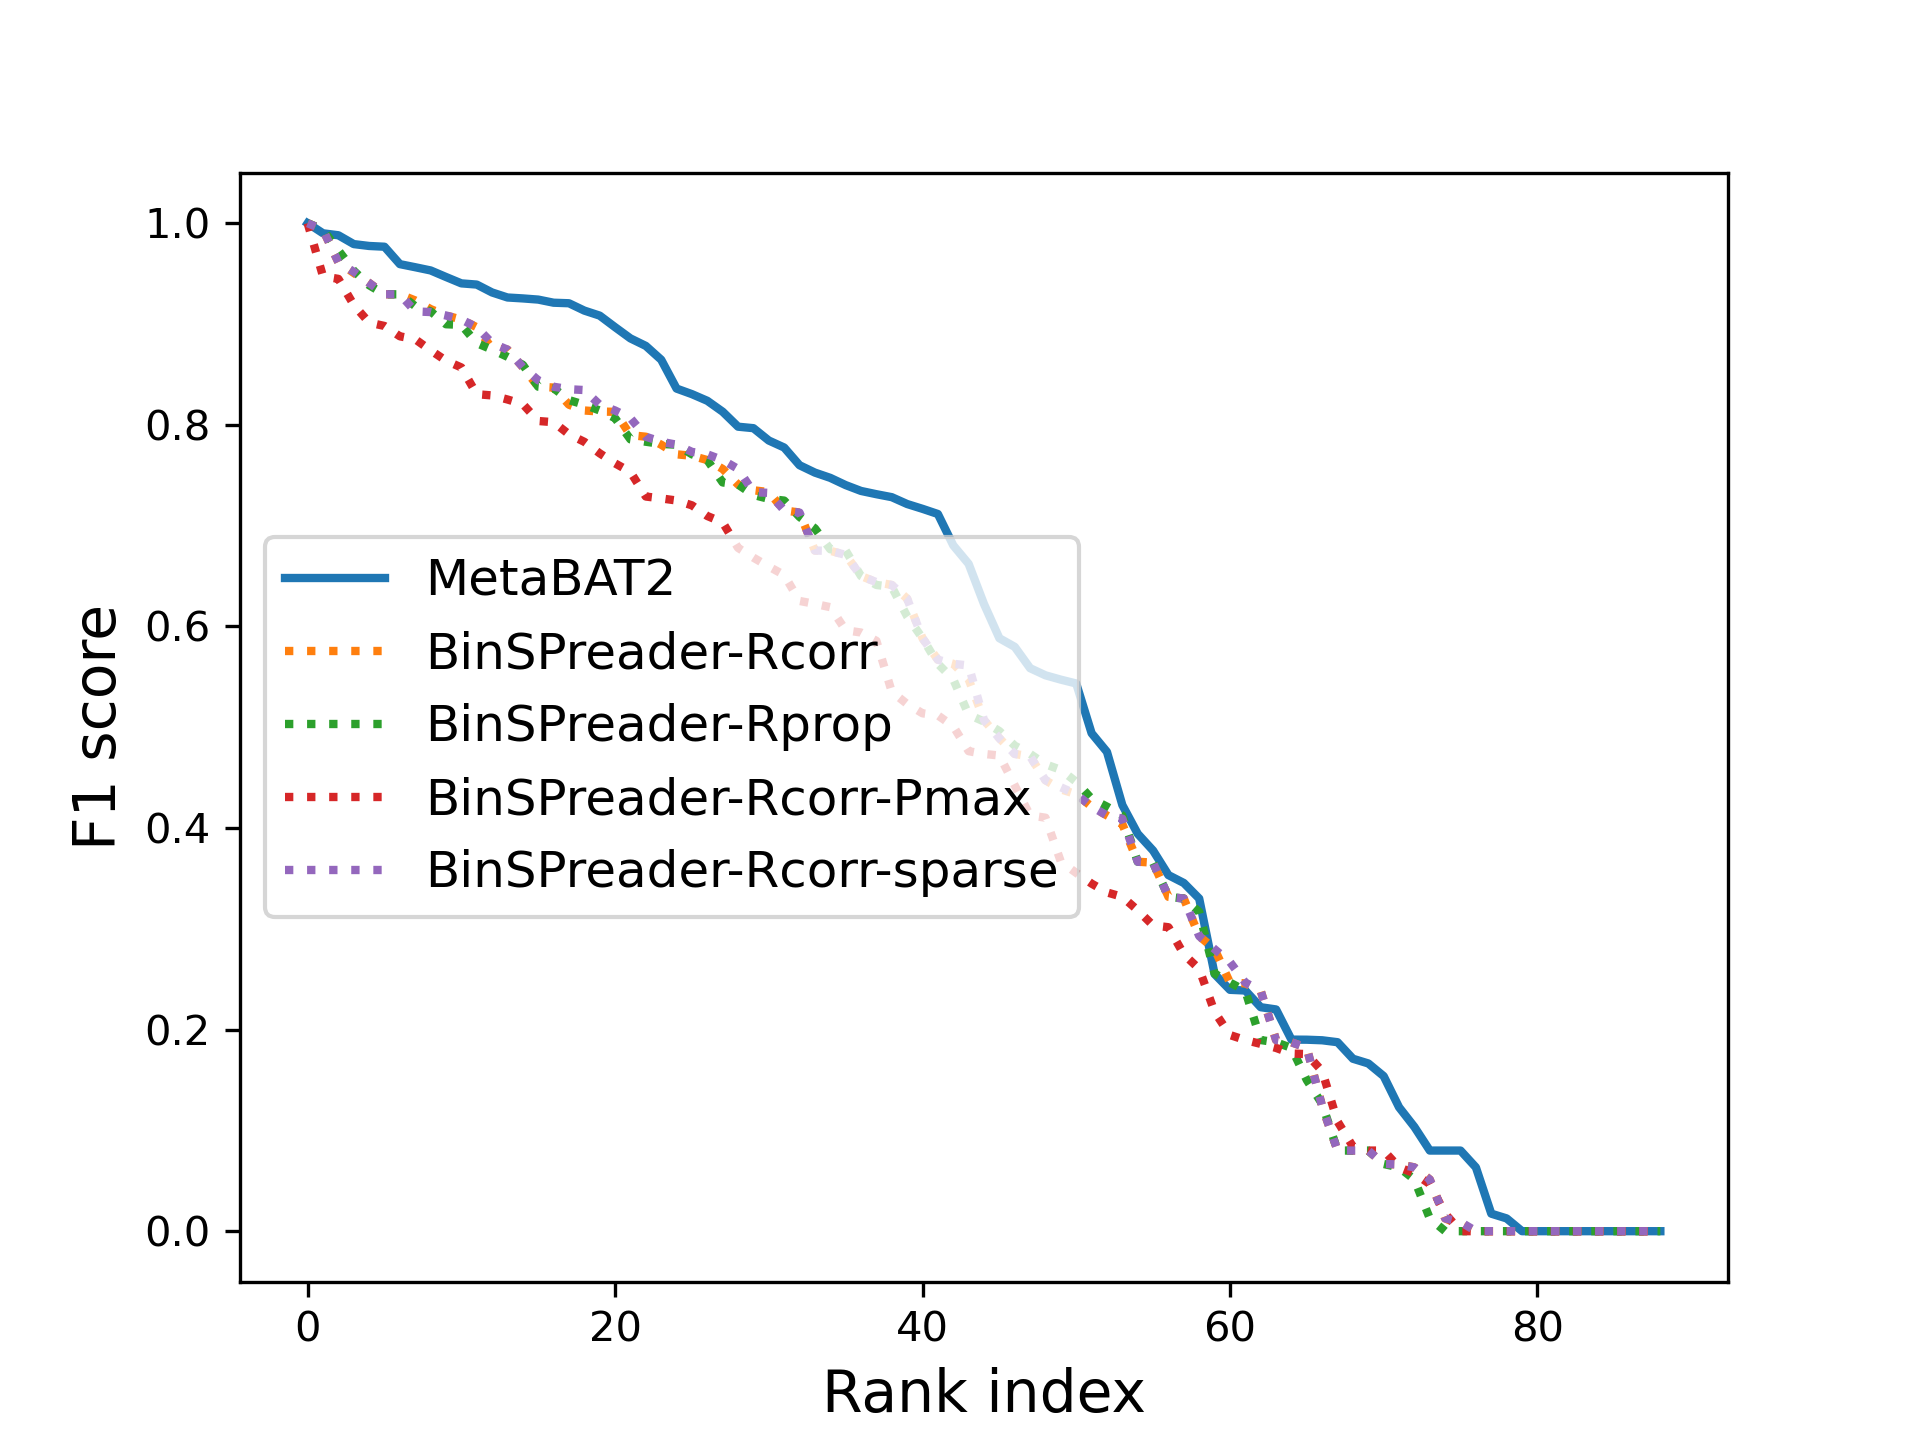 1.0
0.8
0.6
0.4
0.2
0.0
F1 score
MetaBAT2
BinSPreader-Rcorr
BinSPreader-Rprop
BinSPreader-Rcorr-Pmax
BinSPreader-Rcorr-sparse
0 20 40 60 80
Rank index